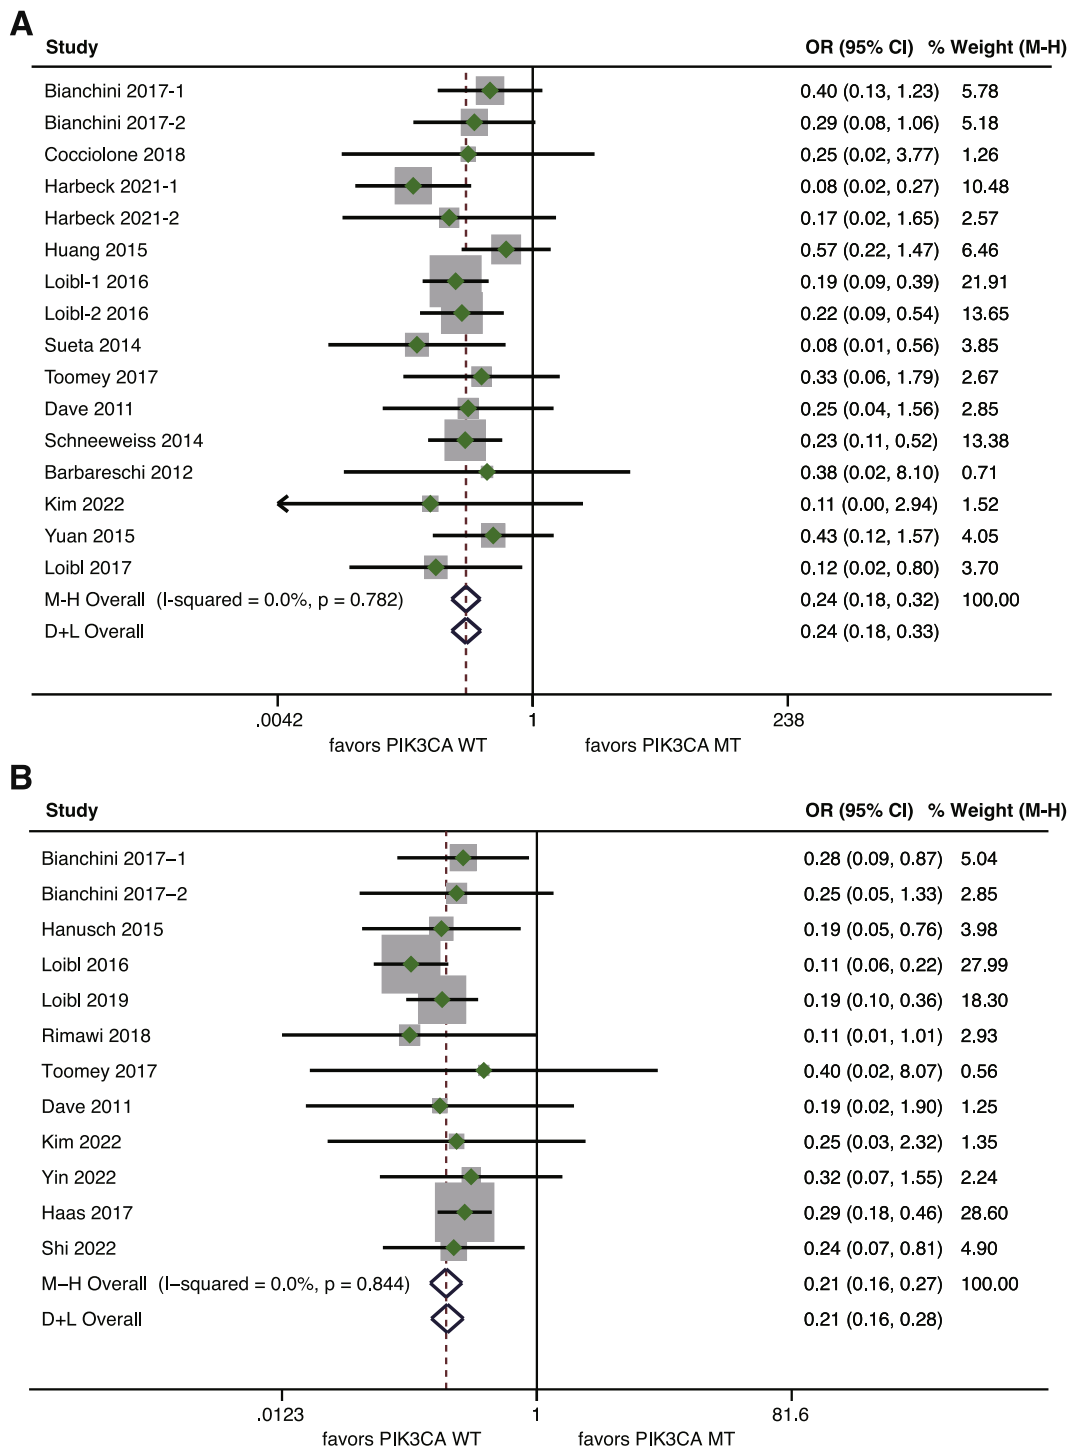 A
Study OR (95% CI) % Weight (M-H)
Bianchini 2017-1 0.40 (0.13, 1.23) 5.78
Bianchini 2017-2 0.29 (0.08, 1.06) 5.18
Cocciolone 2018 0.25 (0.02, 3.77) 1.26
Harbeck 2021-1 0.08 (0.02, 0.27) 10.48
Harbeck 2021-2 0.17 (0.02, 1.65) 2.57
Huang 2015 0.57 (0.22, 1.47) 6.46
Loibl-1 2016 0.19 (0.09, 0.39) 21.91
Loibl-2 2016 0.22 (0.09, 0.54) 13.65
Sueta 2014 0.08 (0.01, 0.56) 3.85
Toomey 2017 0.33 (0.06, 1.79) 2.67
Dave 2011 0.25 (0.04, 1.56) 2.85
Schneeweiss 2014 0.23 (0.11, 0.52) 13.38
Barbareschi 2012 0.38 (0.02, 8.10) 0.71
Kim 2022 0.11 (0.00, 2.94) 1.52
Yuan 2015 0.43 (0.12, 1.57) 4.05
Loibl 2017 0.12 (0.02, 0.80) 3.70
M-H Overall (I-squared = 0.0%, p = 0.782) 0.24 (0.18, 0.32) 100.00
D+L Overall 0.24 (0.18, 0.33)
.0042 1 238
favors PIK3CA WT favors PIK3CA MT
B
Study OR (95% CI) % Weight (M-H)
Bianchini 2017–1 0.28 (0.09, 0.87) 5.04
Bianchini 2017–2 0.25 (0.05, 1.33) 2.85
Hanusch 2015 0.19 (0.05, 0.76) 3.98
Loibl 2016 0.11 (0.06, 0.22) 27.99
Loibl 2019 0.19 (0.10, 0.36) 18.30
Rimawi 2018 0.11 (0.01, 1.01) 2.93
Toomey 2017 0.40 (0.02, 8.07) 0.56
Dave 2011 0.19 (0.02, 1.90) 1.25
Kim 2022 0.25 (0.03, 2.32) 1.35
Yin 2022 0.32 (0.07, 1.55) 2.24
Haas 2017 0.29 (0.18, 0.46) 28.60
Shi 2022 0.24 (0.07, 0.81) 4.90
M–H Overall (I–squared = 0.0%, p = 0.844) 0.21 (0.16, 0.27) 100.00
D+L Overall 0.21 (0.16, 0.28)
.0123 1 81.6
favors PIK3CA WT favors PIK3CA MT